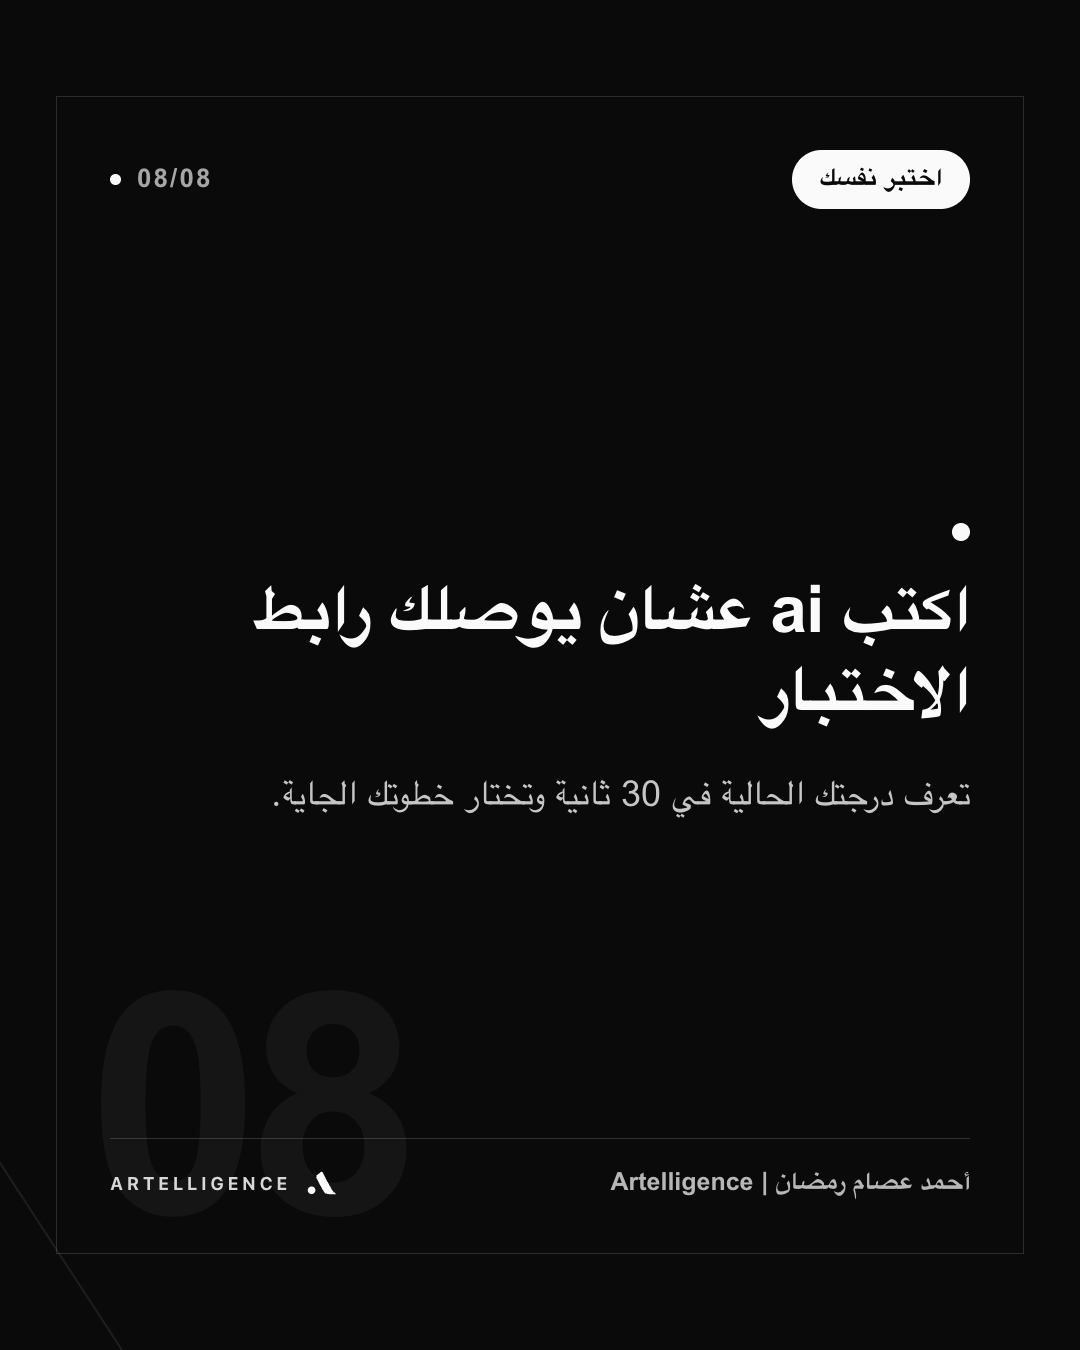 اختبر نفسك
08/08
اكتب ai عشان يوصلك رابط
الاختبار
تعرف درجتك الحالية في 30 ثانية وتختار خطوتك الجاية.
08
أحمد عصام رمضان | Artelligence
ARTELLIGENCE